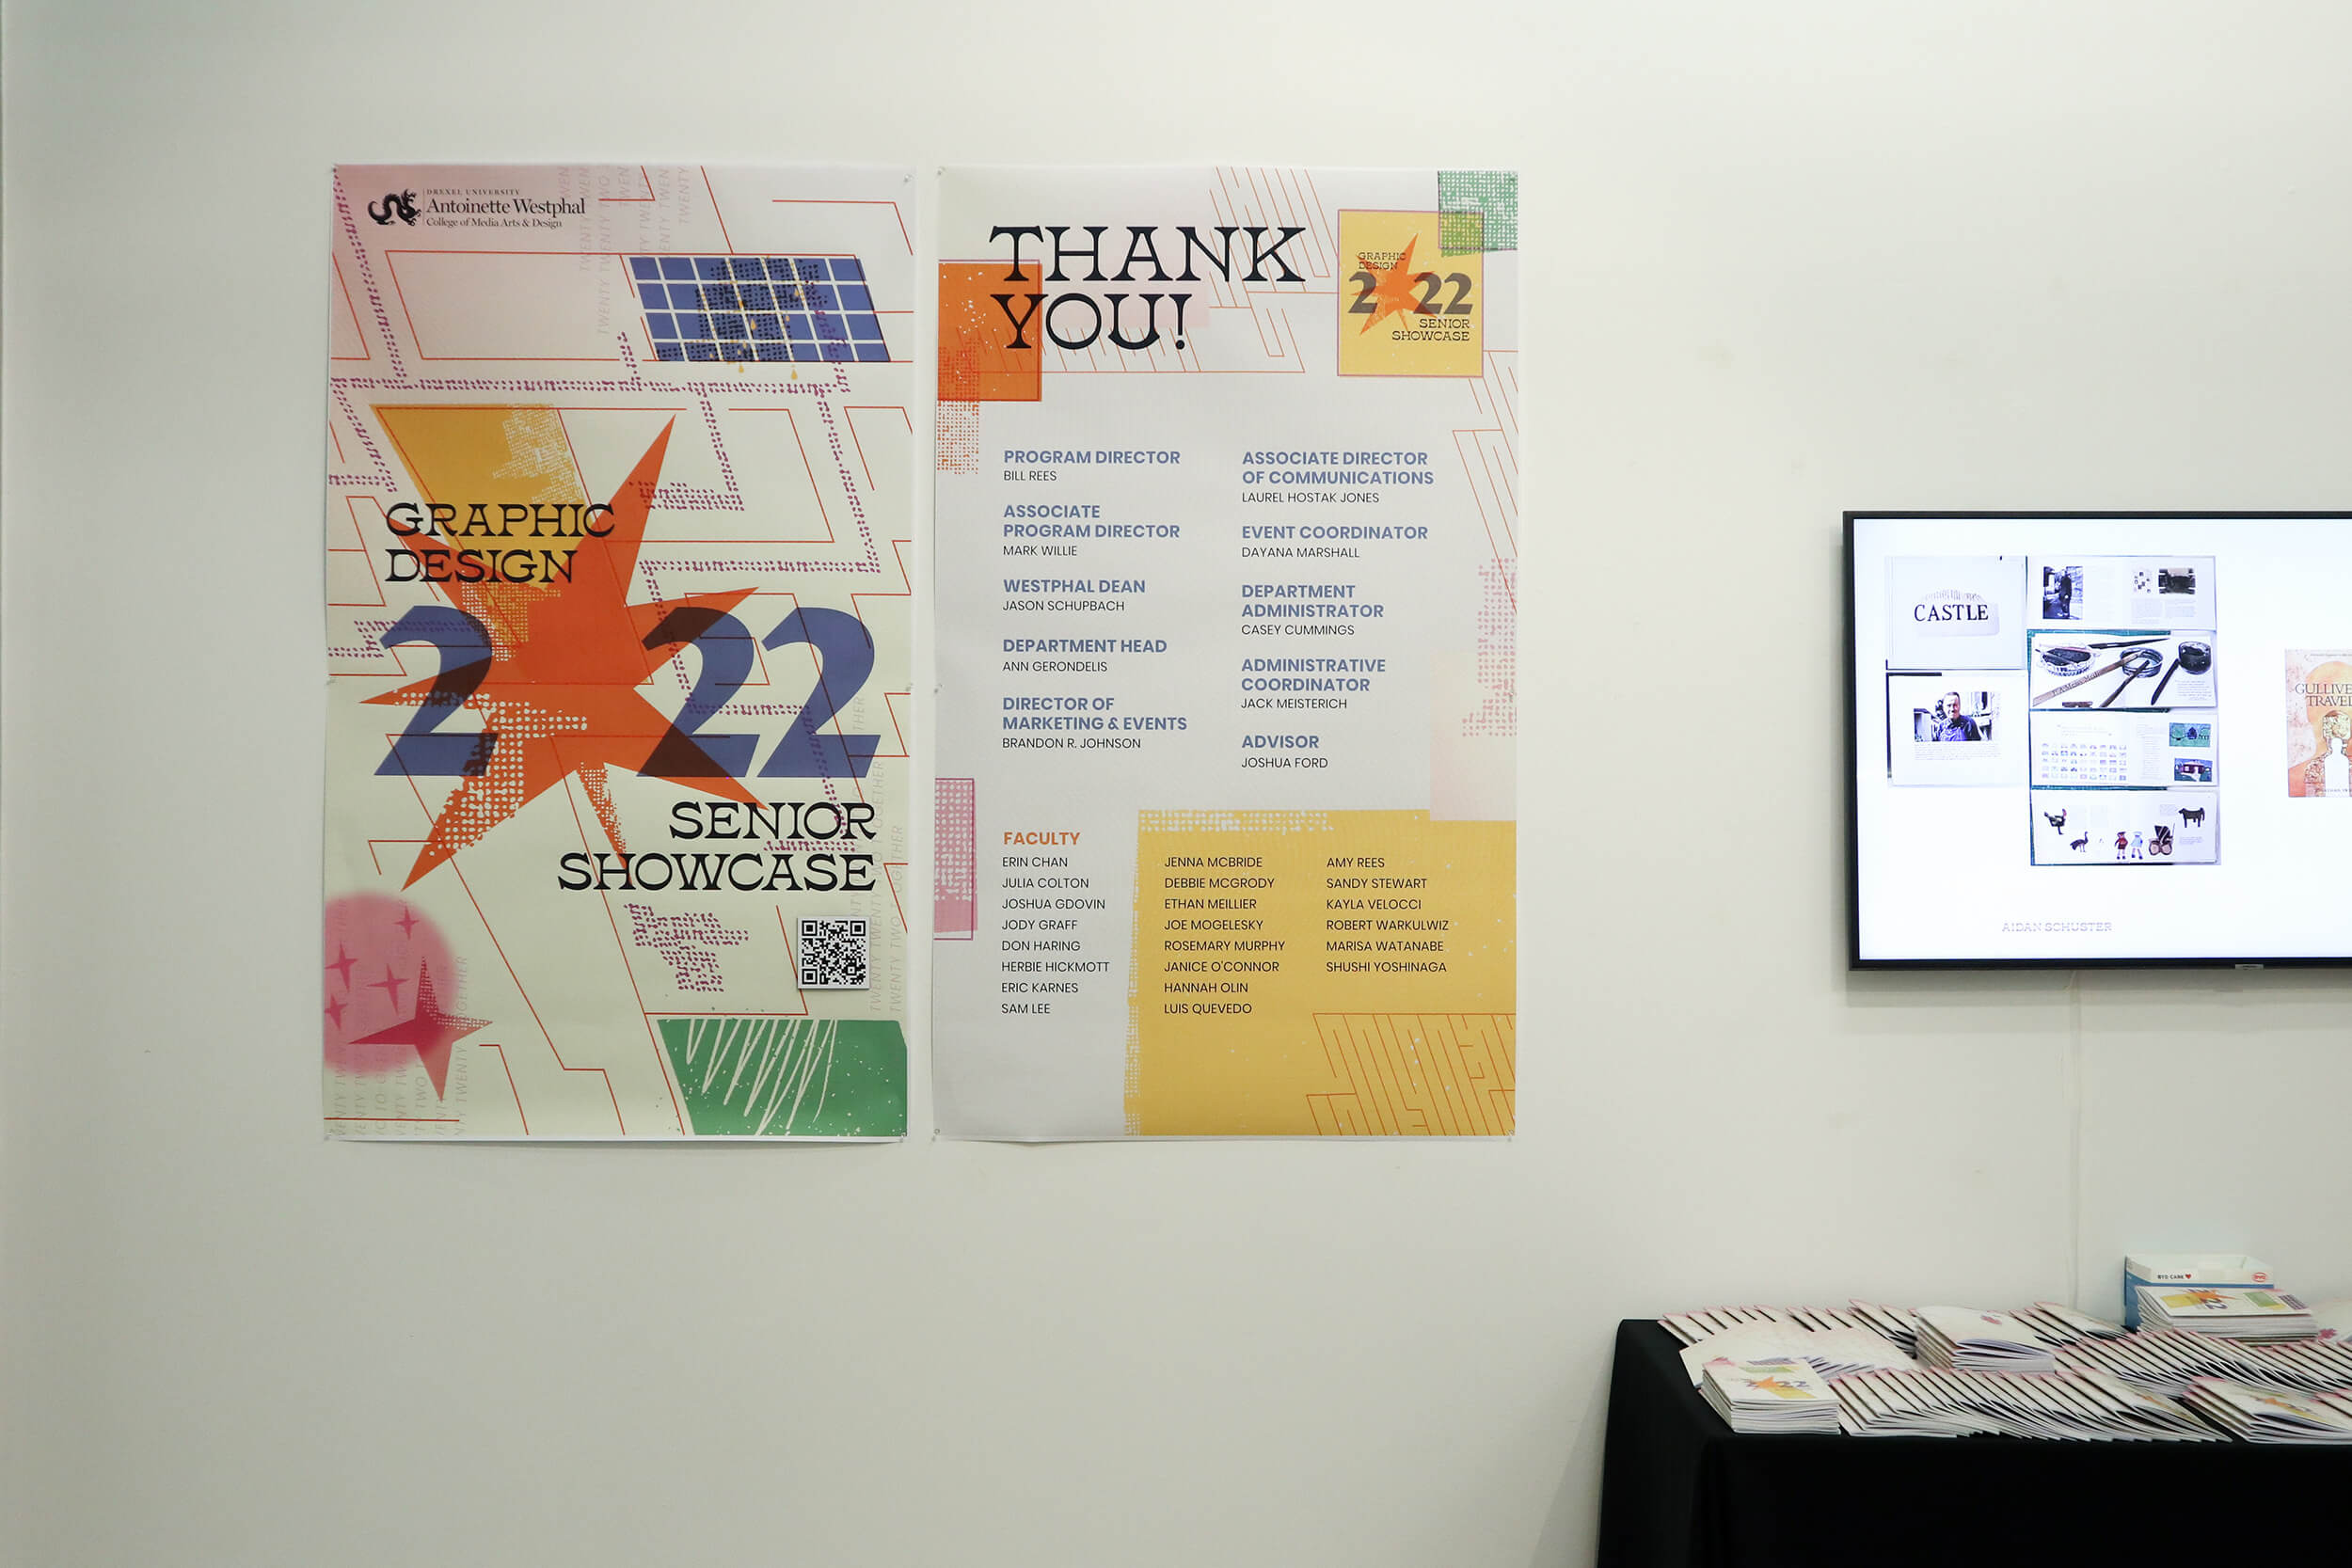 DREXEL UNIVERSITY
Antoinette Westphal
College of Media Arts & Design
GRAPHIC
DESIGN
2 22
SENIOR
SHOWCASE
THANK
YOU!
GRAPHIC
DESIGN
2 22
SENIOR
SHOWCASE
PROGRAM DIRECTOR
BILL REES
ASSOCIATE
PROGRAM DIRECTOR
MARK WILLIE
WESTPHAL DEAN
JASON SCHUPBACH
DEPARTMENT HEAD
ANN GERONDELIS
DIRECTOR OF
MARKETING & EVENTS
BRANDON R. JOHNSON
ASSOCIATE DIRECTOR
OF COMMUNICATIONS
LAUREL HOSTAK JONES
EVENT COORDINATOR
DAYANA MARSHALL
DEPARTMENT
ADMINISTRATOR
CASEY CUMMINGS
ADMINISTRATIVE
COORDINATOR
JACK MEISTERICH
ADVISOR
JOSHUA FORD
FACULTY
ERIN CHAN
JULIA COLTON
JOSHUA GDOVIN
JODY GRAFF
DON HARING
HERBIE HICKMOTT
ERIC KARNES
SAM LEE
JENNA MCBRIDE
DEBBIE MCGRODY
ETHAN MEILLIER
JOE MOGELESKY
ROSEMARY MURPHY
JANICE O'CONNOR
HANNAH OLIN
LUIS QUEVEDO
AMY REES
SANDY STEWART
KAYLA VELOCCI
ROBERT WARKULWIZ
MARISA WATANABE
SHUSHI YOSHINAGA
CASTLE
GULLIVE
TRAVEL
AIDAN SCHUSTER
BYD CARE
2 22